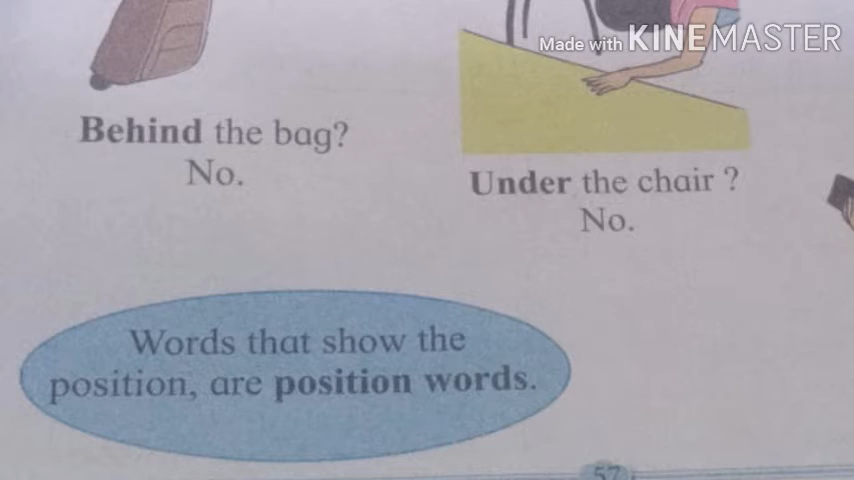 Made with KINEMASTER
Behind the bag?
No.
Under the chair ?
No.
Words that show the
position, are position words.
57